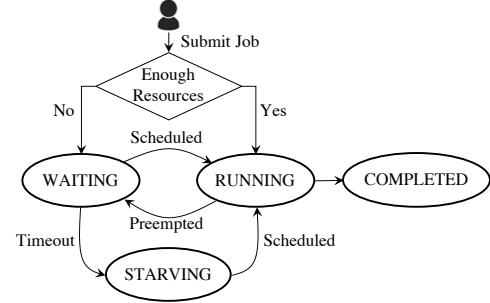 Submit Job
Enough
Resources
No
Yes
Scheduled
WAITING
RUNNING
COMPLETED
Preempted
Timeout
Scheduled
STARVING